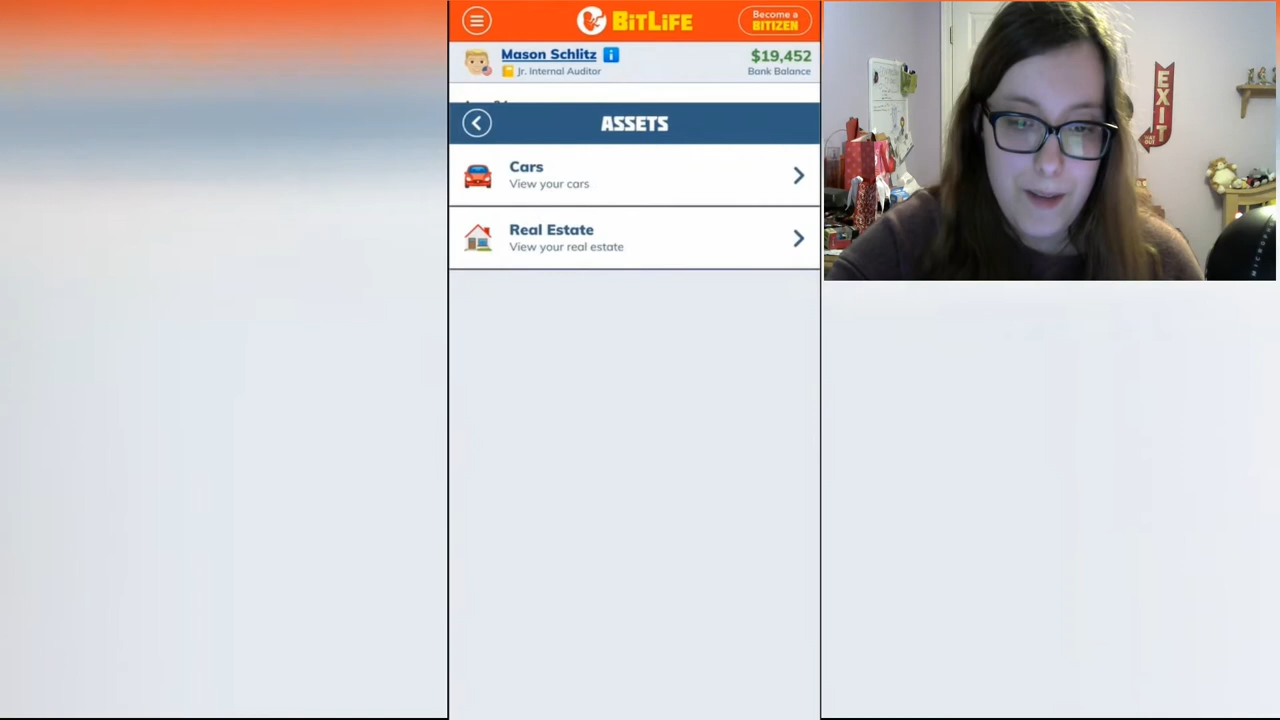 BITLIFE
Become a
BITIZEN
Mason Schlitz
$19,452
Jr. Internal Auditor
Bank Balance
ASSETS
Cars
View your cars
Real Estate
View your real estate
EXIT